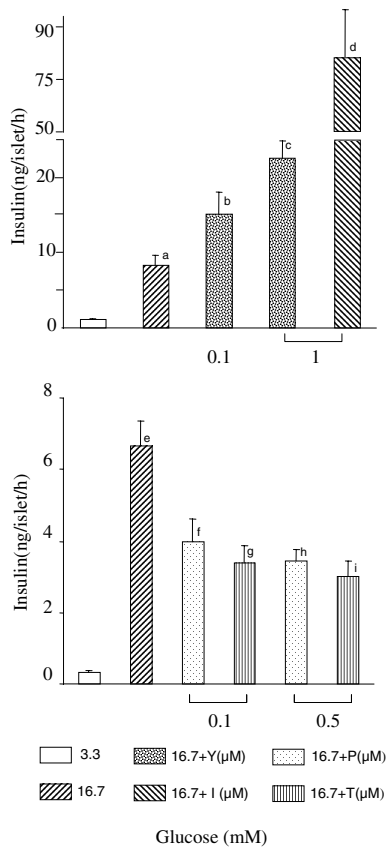 90
75
50
20
10
0
Insulin(ng/islet/h)
a
b
c
d
0.1
1
8
6
4
2
0
Insulin(ng/islet/h)
e
f
g
h
i
0.1
0.5
3.3
16.7+Y(μM)
16.7+P(μM)
16.7
16.7+ I (μM)
16.7+T(μM)
Glucose (mM)